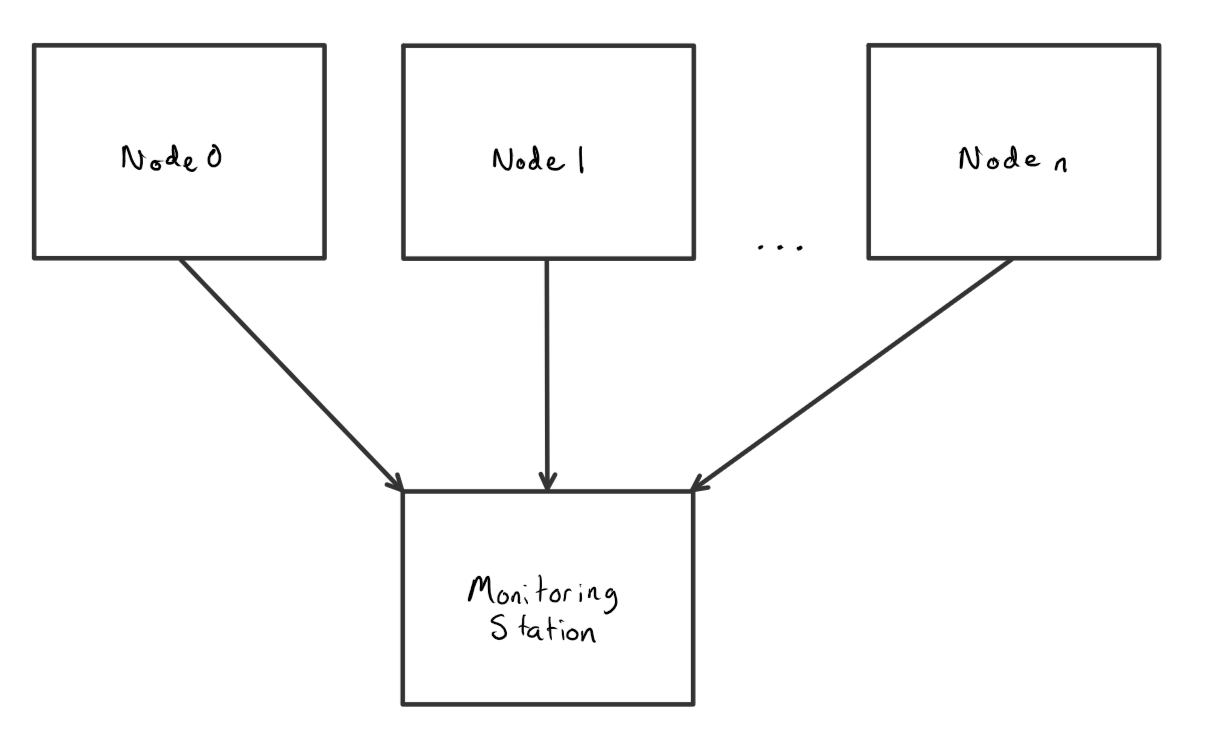 Node 0
Node 1
Node n
...
Monitoring
Station